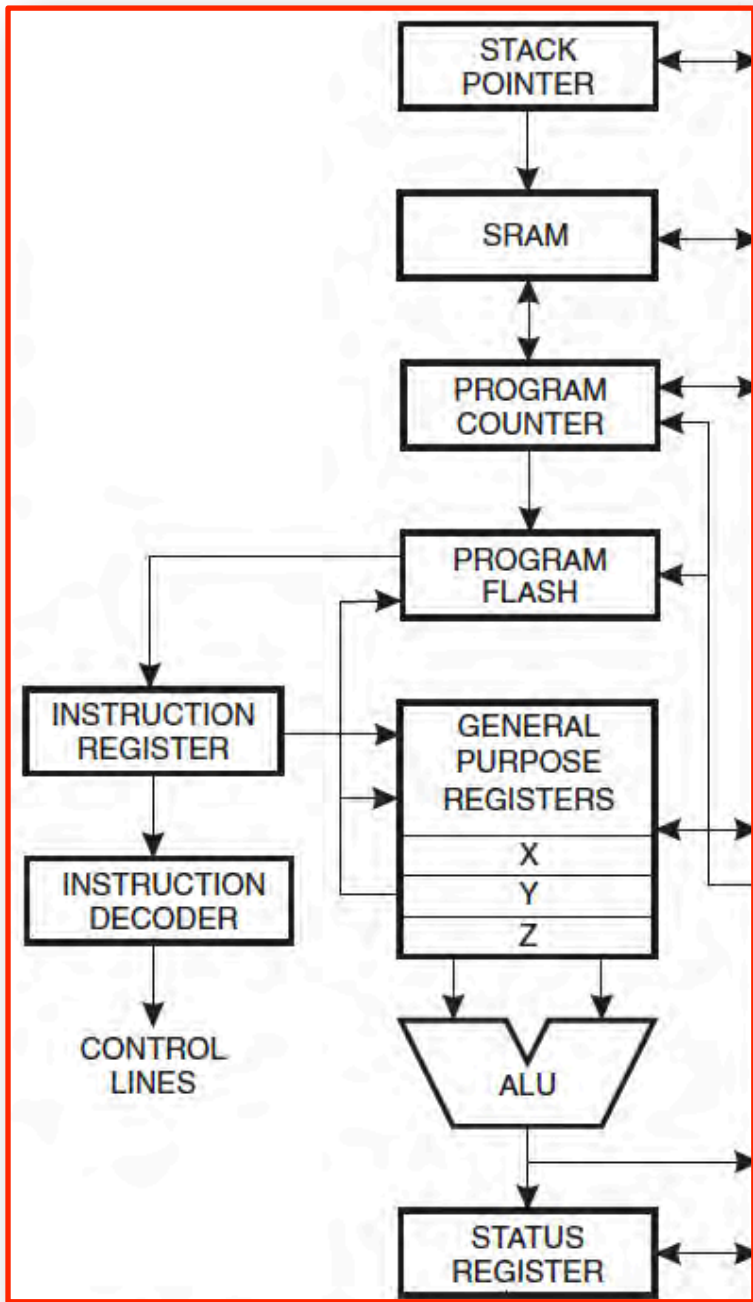 STACK
POINTER
SRAM
PROGRAM
COUNTER
PROGRAM
FLASH
INSTRUCTION
REGISTER
GENERAL
PURPOSE
REGISTERS
X
Y
Z
INSTRUCTION
DECODER
CONTROL
LINES
ALU
STATUS
REGISTER